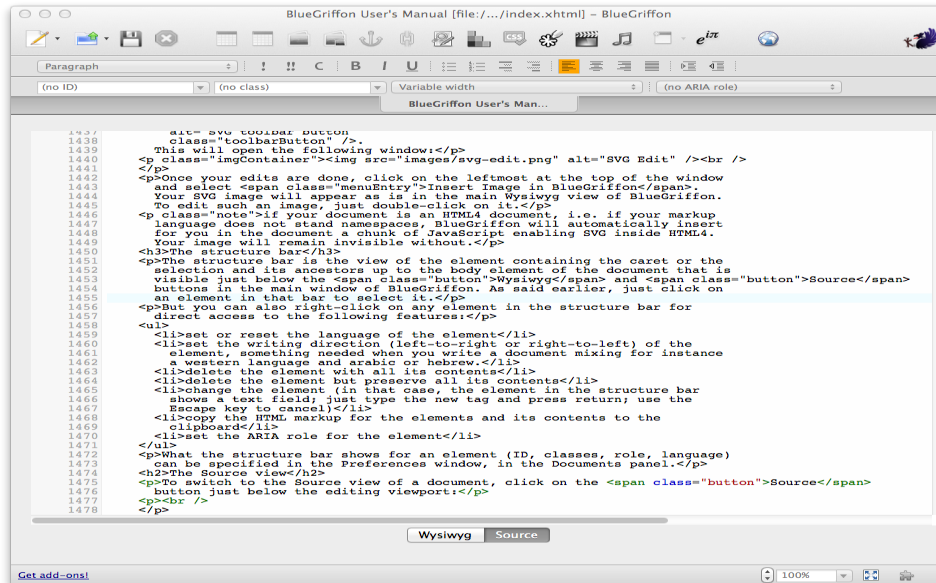 BlueGriffon User's Manual [file:/.../index.xhtml] – BlueGriffon
CSS eiπ
Paragraph ! !! C B I U
(no ID) (no class) Variable width (no ARIA role)
BlueGriffon User's Man...
1437 alt="SVG toolbar button"
1438 class="toolbarButton" />.
1439 This will open the following window:</p>
1440 <p class="imgContainer"><img src="images/svg-edit.png" alt="SVG Edit" /><br />
1441 </p>
1442 <p>Once your edits are done, click on the leftmost at the top of the window
1443 and select <span class="menuEntry">Insert Image in BlueGriffon</span>.
1444 Your SVG image will appear as is in the main Wysiwyg view of BlueGriffon.
1445 To edit such an image, just double-click on it.</p>
1446 <p class="note">if your document is an HTML4 document, i.e. if your markup
1447 language does not stand namespaces, BlueGriffon will automatically insert
1448 for you in the document a chunk of JavaScript enabling SVG inside HTML4.
1449 Your image will remain invisible without.</p>
1450 <h3>The structure bar</h3>
1451 <p>The structure bar is the view of the element containing the caret or the
1452 selection and its ancestors up to the body element of the document that is
1453 visible just below the <span class="button">Wysiwyg</span> and <span class="button">Source</span>
1454 buttons in the main window of BlueGriffon. As said earlier, just click on
1455 an element in that bar to select it.</p>
1456 <p>But you can also right-click on any element in the structure bar for
1457 direct access to the following features:</p>
1458 <ul>
1459 <li>set or reset the language of the element</li>
1460 <li>set the writing direction (left-to-right or right-to-left) of the
1461 element, something needed when you write a document mixing for instance
1462 a western language and arabic or hebrew.</li>
1463 <li>delete the element with all its contents</li>
1464 <li>delete the element but preserve all its contents</li>
1465 <li>change the element (in that case, the element in the structure bar
1466 shows a text field; just type the new tag and press return; use the
1467 Escape key to cancel)</li>
1468 <li>copy the HTML markup for the elements and its contents to the
1469 clipboard</li>
1470 <li>set the ARIA role for the element</li>
1471 </ul>
1472 <p>What the structure bar shows for an element (ID, classes, role, language)
1473 can be specified in the Preferences window, in the Documents panel.</p>
1474 <h2>The Source view</h2>
1475 <p>To switch to the Source view of a document, click on the <span class="button">Source</span>
1476 button just below the editing viewport:</p>
1477 <p><br />
1478 </p>
Wysiwyg Source
Get add-ons! 100%